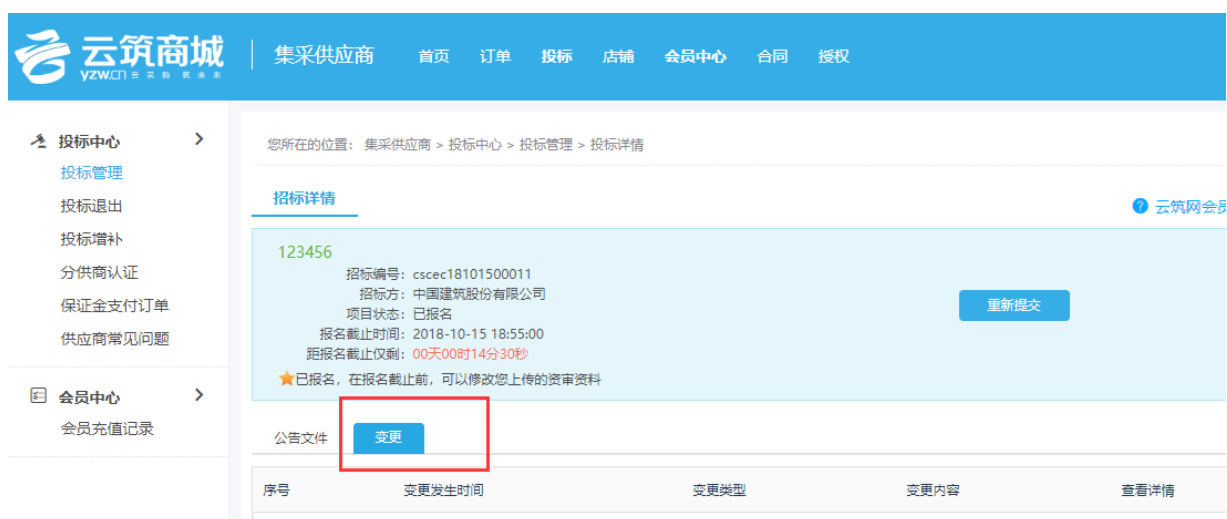 云筑商城
yzw.cn 云采购 筑未来
集采供应商 首页 订单 投标 店铺 会员中心 合同 授权
投标中心
投标管理
投标退出
投标增补
分供商认证
保证金支付订单
供应商常见问题
会员中心
会员充值记录
您所在的位置: 集采供应商 > 投标中心 > 投标管理 > 投标详情
招标详情
云筑网会员
123456
招标编号: cscec18101500011
招标方: 中国建筑股份有限公司
项目状态: 已报名
报名截止时间: 2018-10-15 18:55:00
距报名截止仅剩: 00天00时14分30秒
已报名，在报名截止前，可以修改您上传的资审资料
重新提交
公告文件 变更
序号 变更发生时间 变更类型 变更内容 查看详情